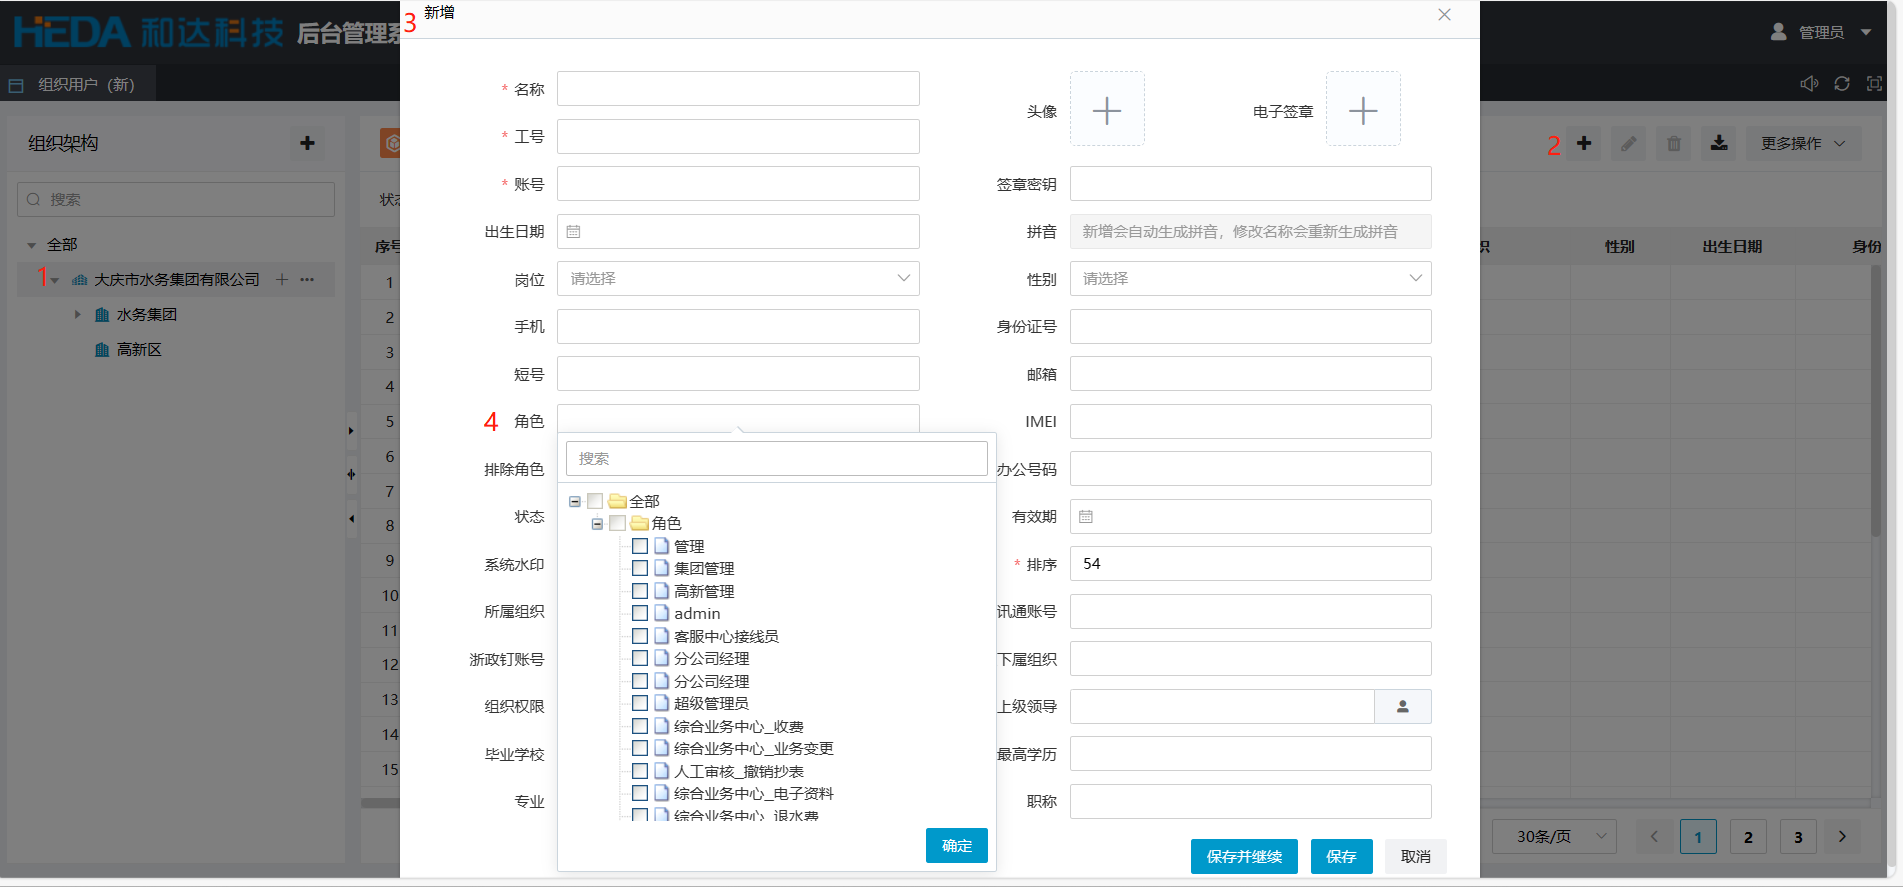 HEDA 和达科技 后台管理系
管理员
组织用户（新）
3 新增
组织架构
搜索
全部
1 大庆市水务集团有限公司
水务集团
高新区
状态
序号
1
2
3
4
5
6
7
8
9
10
11
12
13
14
15
* 名称
头像
电子签章
* 工号
* 账号
签章密钥
出生日期
拼音 新增会自动生成拼音，修改名称会重新生成拼音
岗位 请选择
性别 请选择
手机
身份证号
短号
邮箱
4 角色
IMEI
排除角色
办公号码
状态
有效期
系统水印
* 排序 54
所属组织
讯通账号
浙政钉账号
下属组织
组织权限
上级领导
毕业学校
最高学历
专业
职称
搜索
全部
角色
管理
集团管理
高新管理
admin
客服中心接线员
分公司经理
分公司经理
超级管理员
综合业务中心_收费
综合业务中心_业务变更
人工审核_撤销抄表
综合业务中心_电子资料
综合业务中心_退水费
确定
保存并继续 保存 取消
2 更多操作
性别 出生日期 身份
30条/页 1 2 3